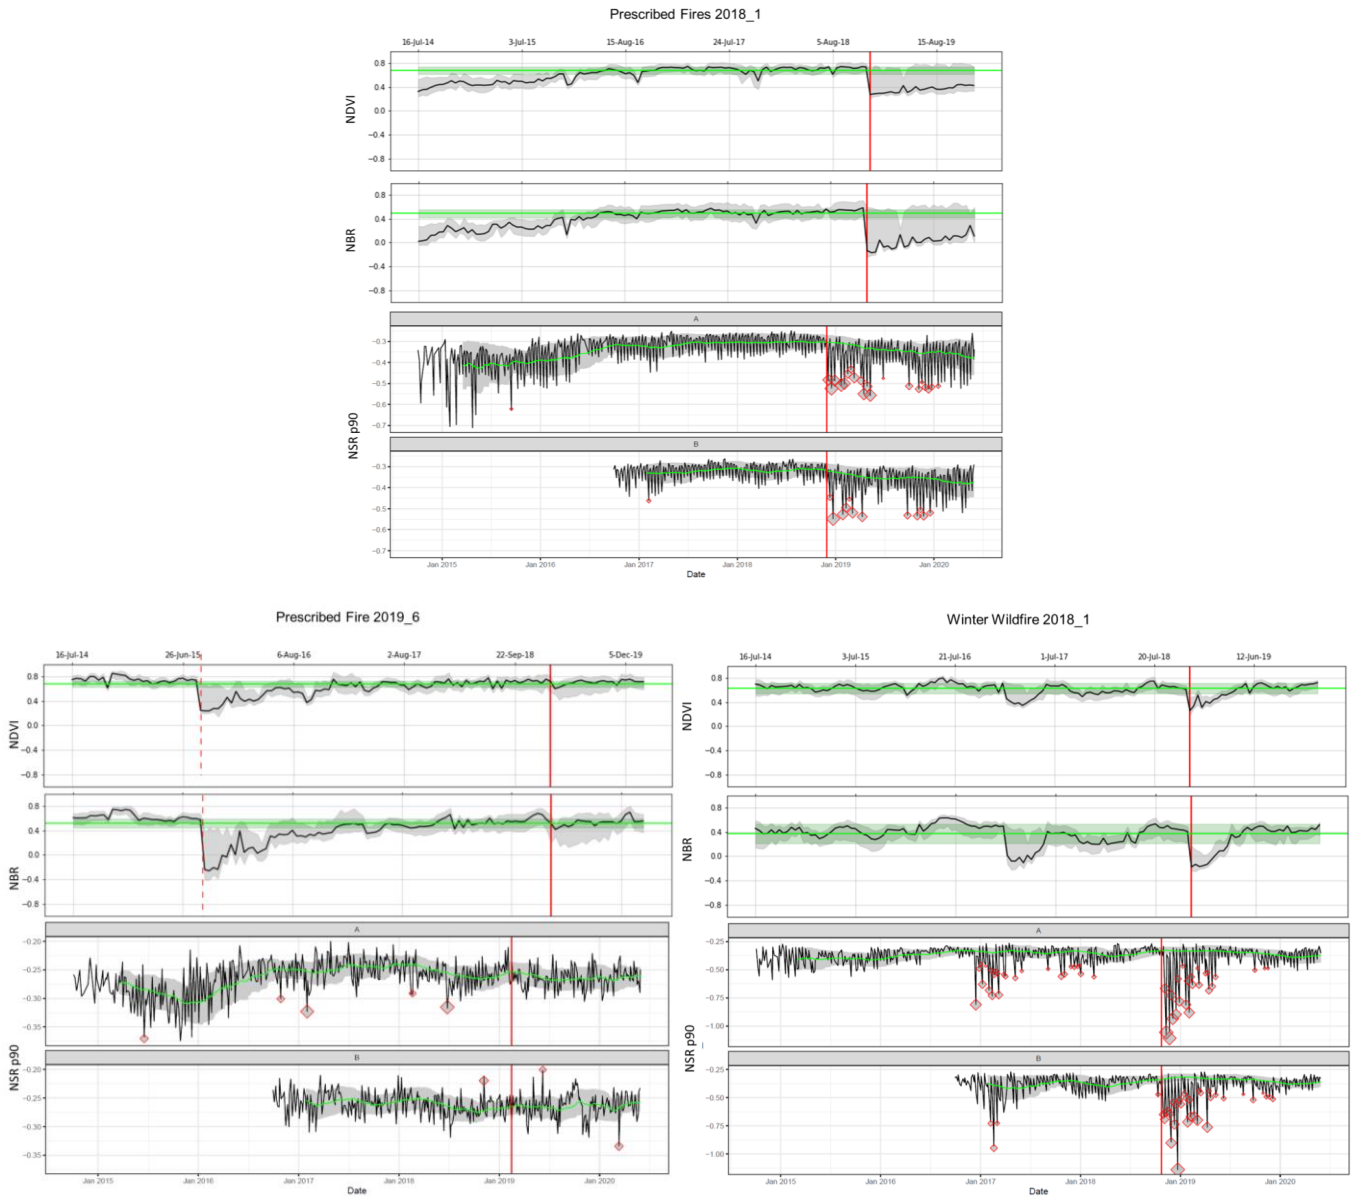 Prescribed Fires 2018_1
16-Jul-14 3-Jul-15 15-Aug-16 24-Jul-17 5-Aug-18 15-Aug-19
NDVI
0.8
0.4
0.0
−0.4
−0.8
NBR
0.8
0.4
0.0
−0.4
−0.8
NSR p90
A
−0.3
−0.4
−0.5
−0.6
−0.7
B
−0.3
−0.4
−0.5
−0.6
−0.7
Jan 2015 Jan 2016 Jan 2017 Jan 2018 Jan 2019 Jan 2020
Date
Prescribed Fire 2019_6
16-Jul-14 26-Jun-15 6-Aug-16 2-Aug-17 22-Sep-18 5-Dec-19
NDVI
0.8
0.4
0.0
−0.4
−0.8
NBR
0.8
0.4
0.0
−0.4
−0.8
NSR p90
A
−0.20
−0.25
−0.30
−0.35
NSR p90
B
−0.20
−0.25
−0.30
−0.35
Jan 2015 Jan 2016 Jan 2017 Jan 2018 Jan 2019 Jan 2020
Date
Winter Wildfire 2018_1
16-Jul-14 3-Jul-15 21-Jul-16 1-Jul-17 20-Jul-18 12-Jun-19
NDVI
0.8
0.4
0.0
−0.4
−0.8
NBR
0.8
0.4
0.0
−0.4
−0.8
NSR p90_
A
−0.25
−0.50
−0.75
−1.00
B
−0.25
−0.50
−0.75
−1.00
Jan 2015 Jan 2016 Jan 2017 Jan 2018 Jan 2019 Jan 2020
Date